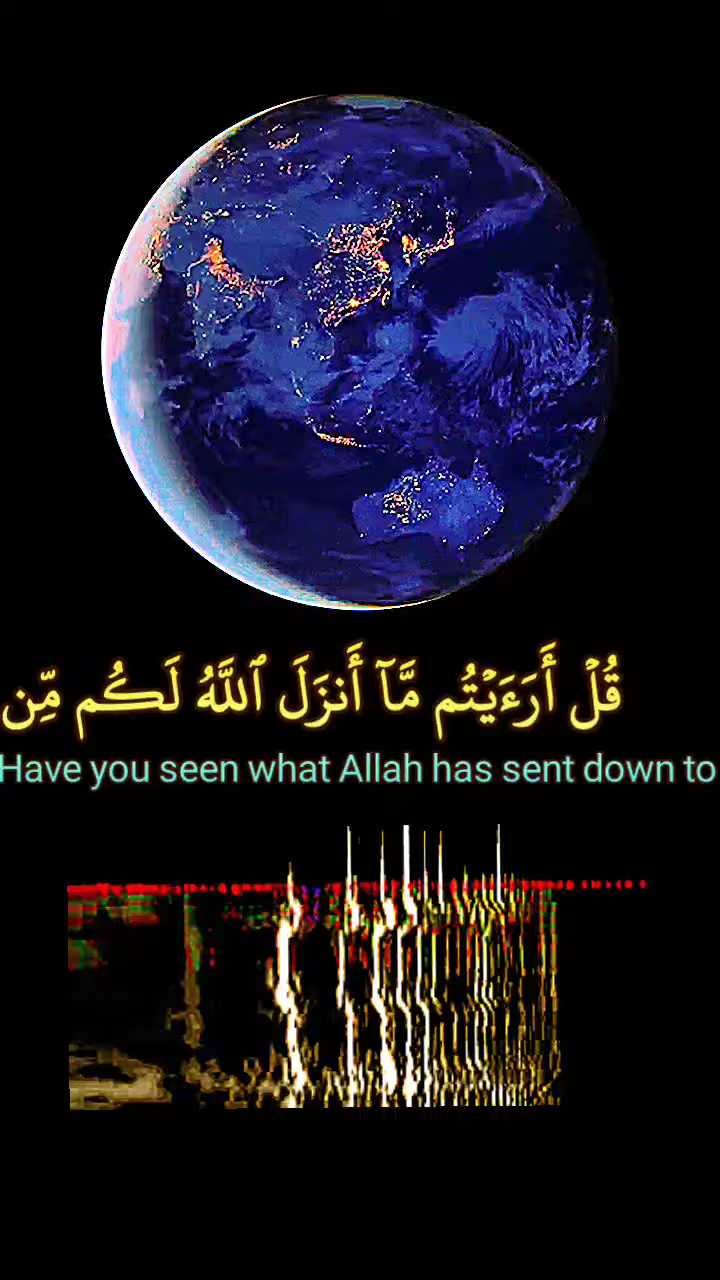 قُلْ أَرَءَيْتُم مَّآ أَنزَلَ ٱللَّهُ لَكُم مِّن
Have you seen what Allah has sent down to